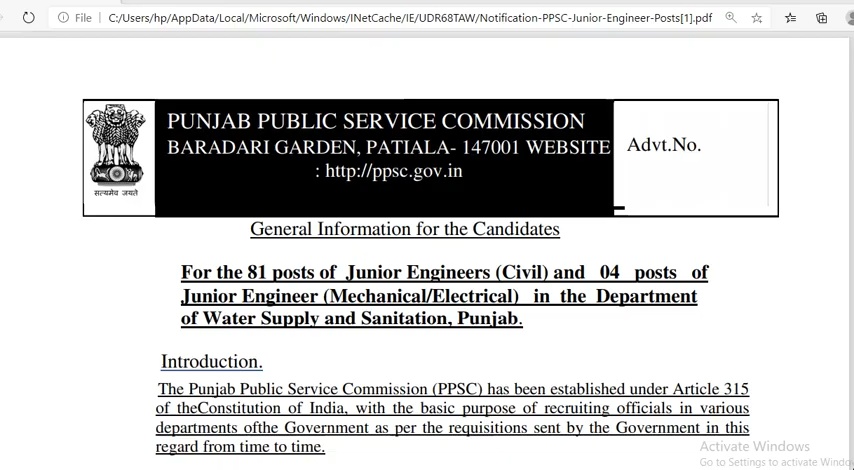 File
C:/Users/hp/AppData/Local/Microsoft/Windows/INetCache/IE/UDR68TAW/Notification-PPSC-Junior-Engineer-Posts[1].pdf
PUNJAB PUBLIC SERVICE COMMISSION
BARADARI GARDEN, PATIALA- 147001 WEBSITE
: http://ppsc.gov.in
Advt.No.
सत्यमेव जयते
General Information for the Candidates
For the 81 posts of Junior Engineers (Civil) and 04 posts of
Junior Engineer (Mechanical/Electrical) in the Department
of Water Supply and Sanitation, Punjab.
Introduction.
The Punjab Public Service Commission (PPSC) has been established under Article 315
of theConstitution of India, with the basic purpose of recruiting officials in various
departments ofthe Government as per the requisitions sent by the Government in this
regard from time to time.
Activate Windows
Go to Settings to activate Windo